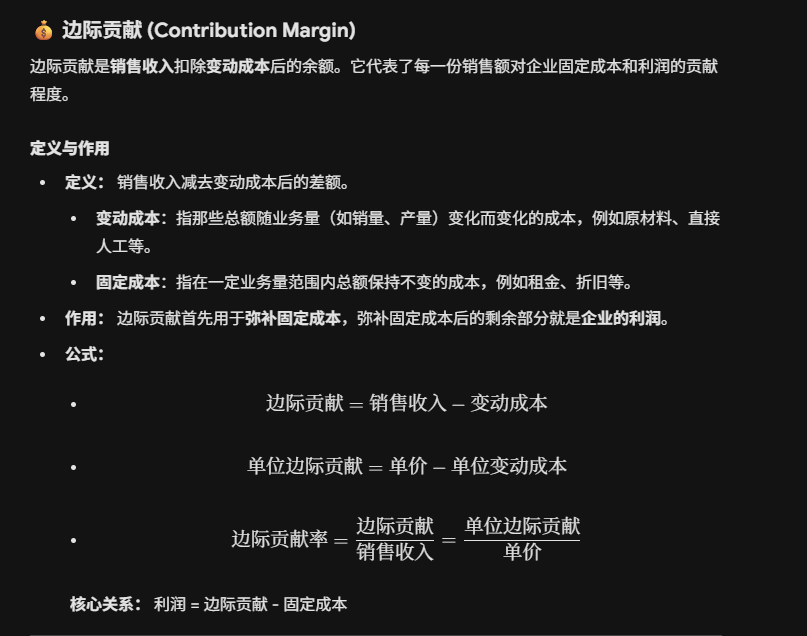 💰 边际贡献 (Contribution Margin)
边际贡献是销售收入扣除变动成本后的余额。它代表了每一份销售额对企业固定成本和利润的贡献
程度。
定义与作用
• 定义： 销售收入减去变动成本后的差额。
• 变动成本：指那些总额随业务量（如销量、产量）变化而变化的成本，例如原材料、直接
人工等。
• 固定成本：指在一定业务量范围内总额保持不变的成本，例如租金、折旧等。
• 作用： 边际贡献首先用于弥补固定成本，弥补固定成本后的剩余部分就是企业的利润。
• 公式：
• 边际贡献 = 销售收入 − 变动成本
• 单位边际贡献 = 单价 − 单位变动成本
• 边际贡献率 = 边际贡献/销售收入 = 单位边际贡献/单价
核心关系： 利润 = 边际贡献 - 固定成本